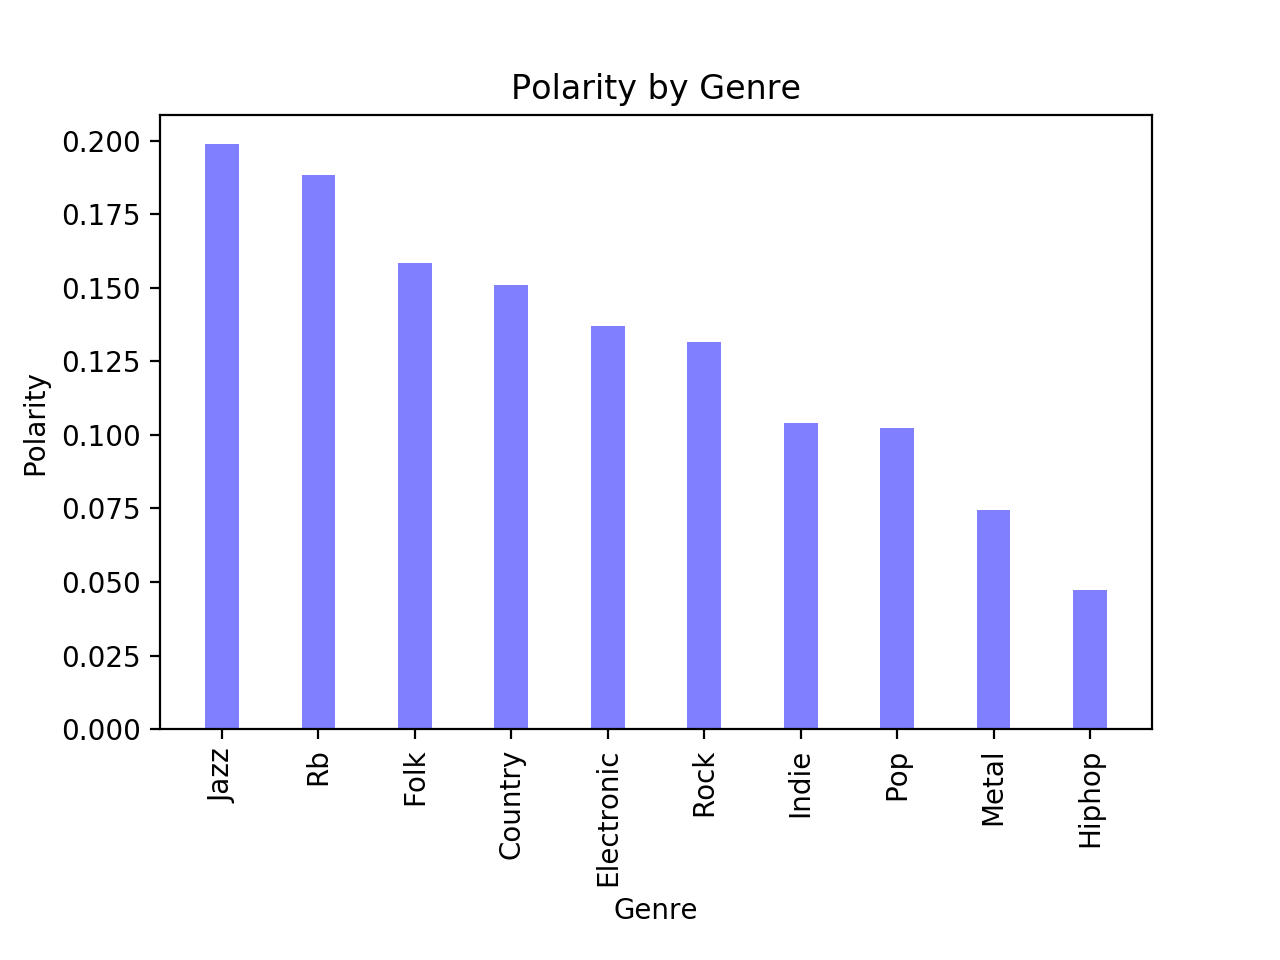 Polarity by Genre
Polarity
0.200
0.175
0.150
0.125
0.100
0.075
0.050
0.025
0.000
Jazz
Rb
Folk
Country
Electronic
Rock
Indie
Pop
Metal
Hiphop
Genre